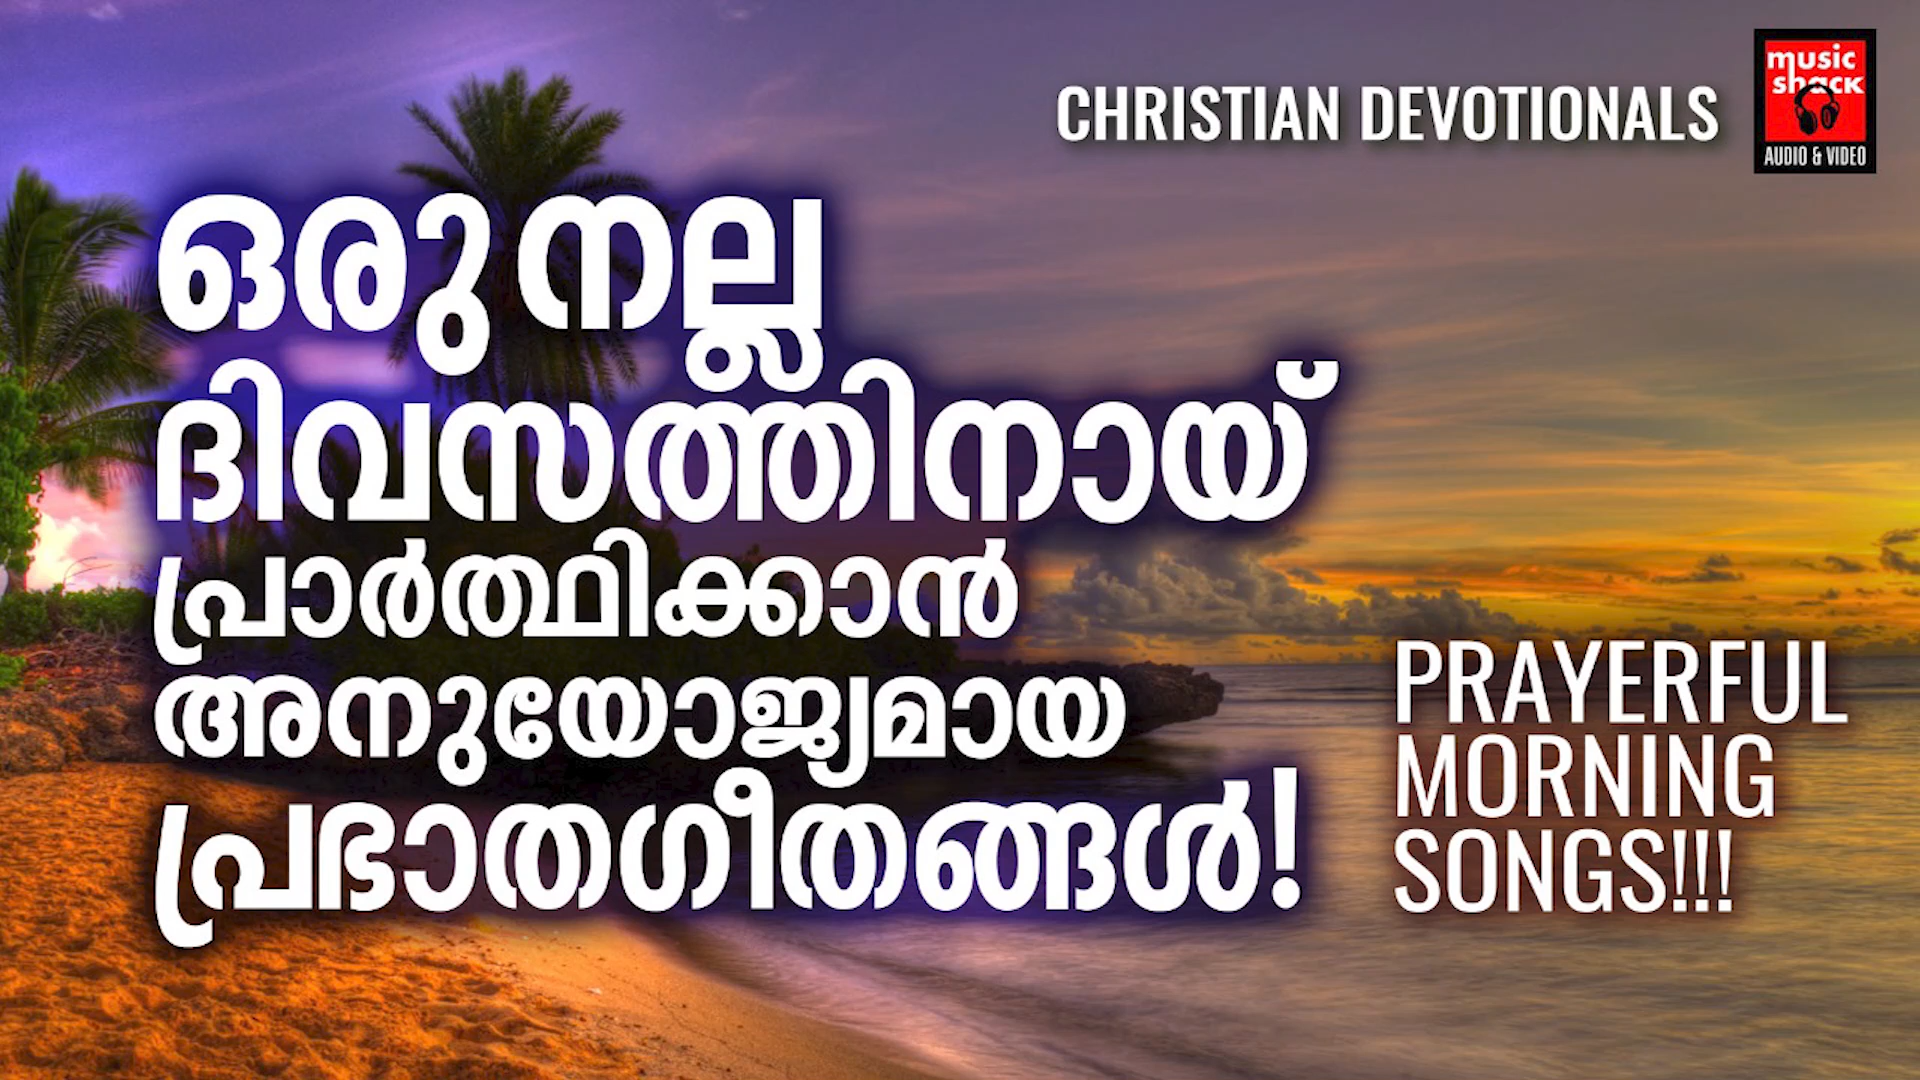 CHRISTIAN DEVOTIONALS
music
shack
AUDIO & VIDEO
ഒരു നല്ല
ദിവസത്തിനായ്
പ്രാർത്ഥിക്കാൻ
അനുയോജ്യമായ
പ്രഭാതഗീതങ്ങൾ!
PRAYERFUL
MORNING
SONGS!!!